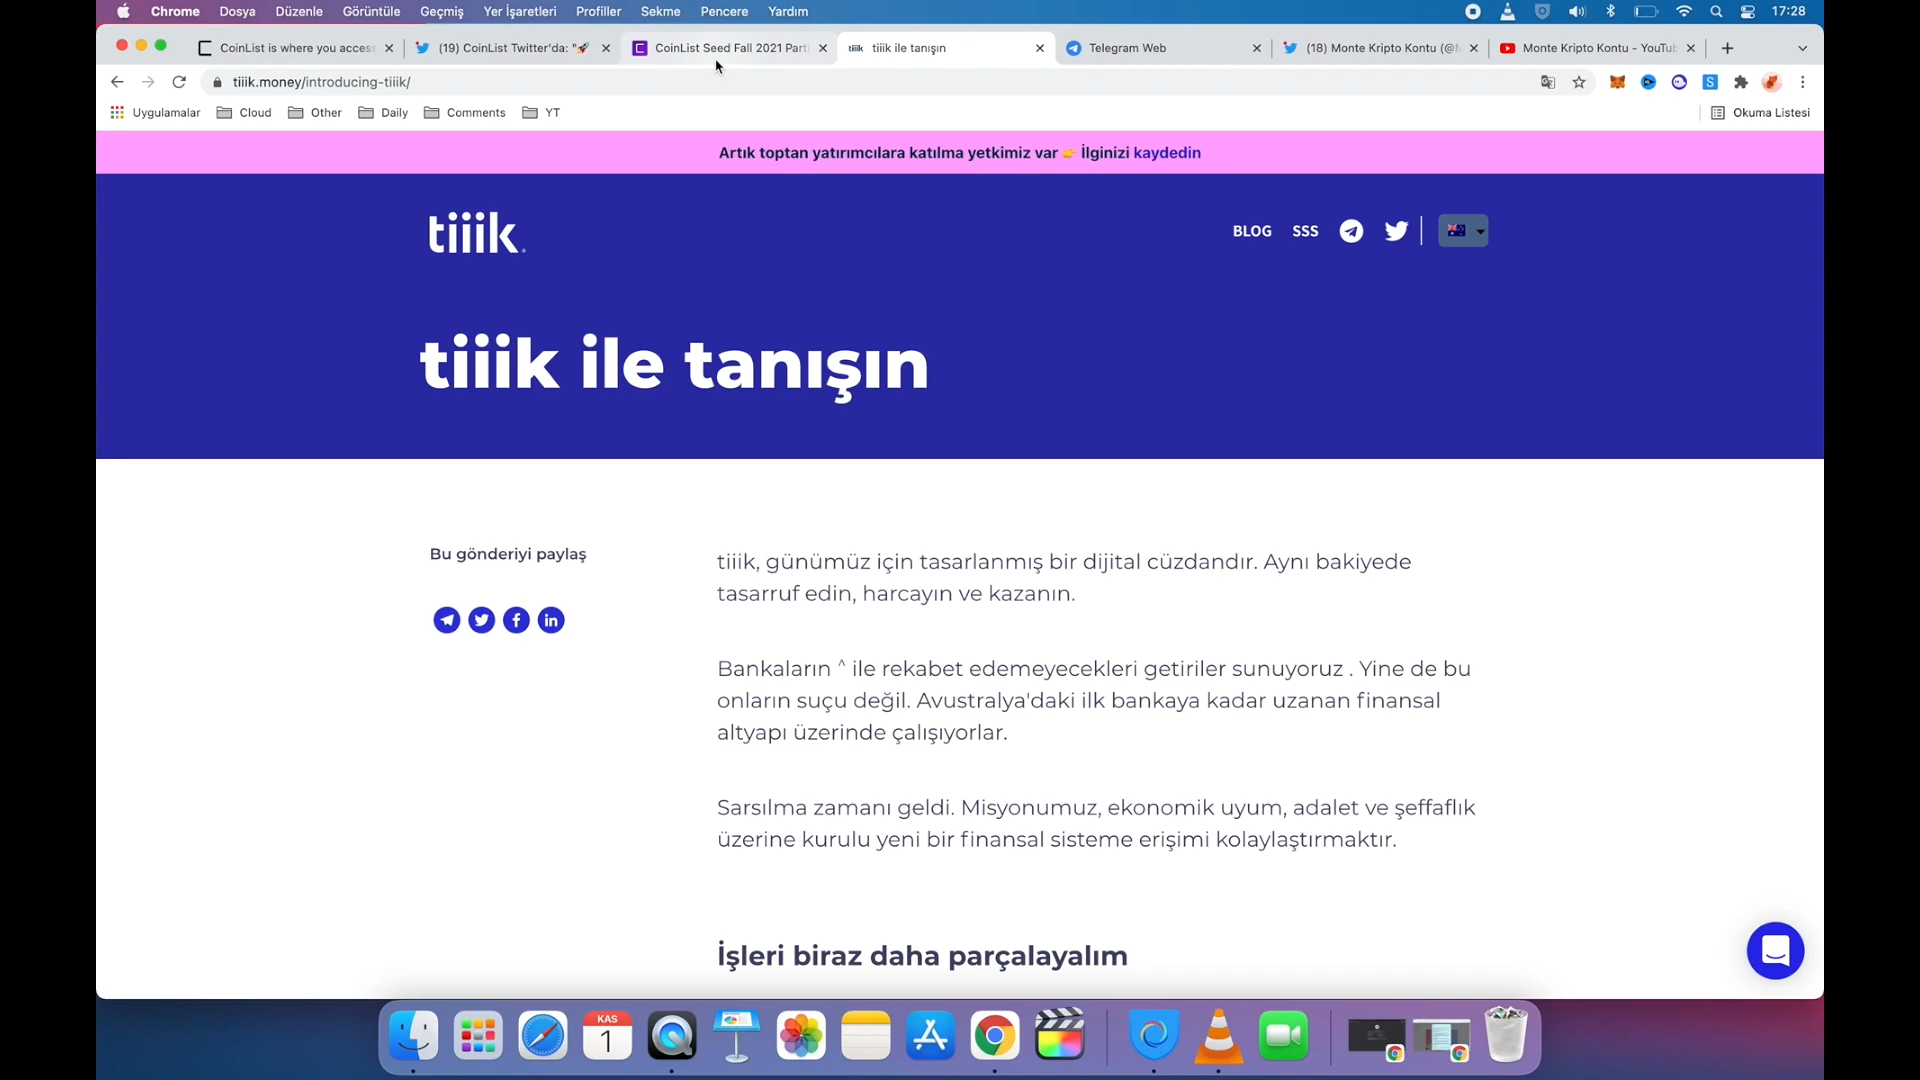 Chrome Dosya Düzenle Görüntüle Geçmiş Yer İşaretleri Profiller Sekme Pencere Yardım 17:28
CoinList is where you access (19) CoinList Twitter'da: "🚀 CoinList Seed Fall 2021 Parti tiiik ile tanışın Telegram Web (18) Monte Kripto Kontu (@M Monte Kripto Kontu - YouTub
tiiik.money/introducing-tiiik/
Uygulamalar Cloud Other Daily Comments YT Okuma Listesi
Artık toptan yatırımcılara katılma yetkimiz var 👉 İlginizi kaydedin
tiiik. BLOG SSS
tiiik ile tanışın
Bu gönderiyi paylaş
tiiik, günümüz için tasarlanmış bir dijital cüzdandır. Aynı bakiyede
tasarruf edin, harcayın ve kazanın.
Bankaların ^ ile rekabet edemeyecekleri getiriler sunuyoruz . Yine de bu
onların suçu değil. Avustralya'daki ilk bankaya kadar uzanan finansal
altyapı üzerinde çalışıyorlar.
Sarsılma zamanı geldi. Misyonumuz, ekonomik uyum, adalet ve şeffaflık
üzerine kurulu yeni bir finansal sisteme erişimi kolaylaştırmaktır.
İşleri biraz daha parçalayalım
KAS
1